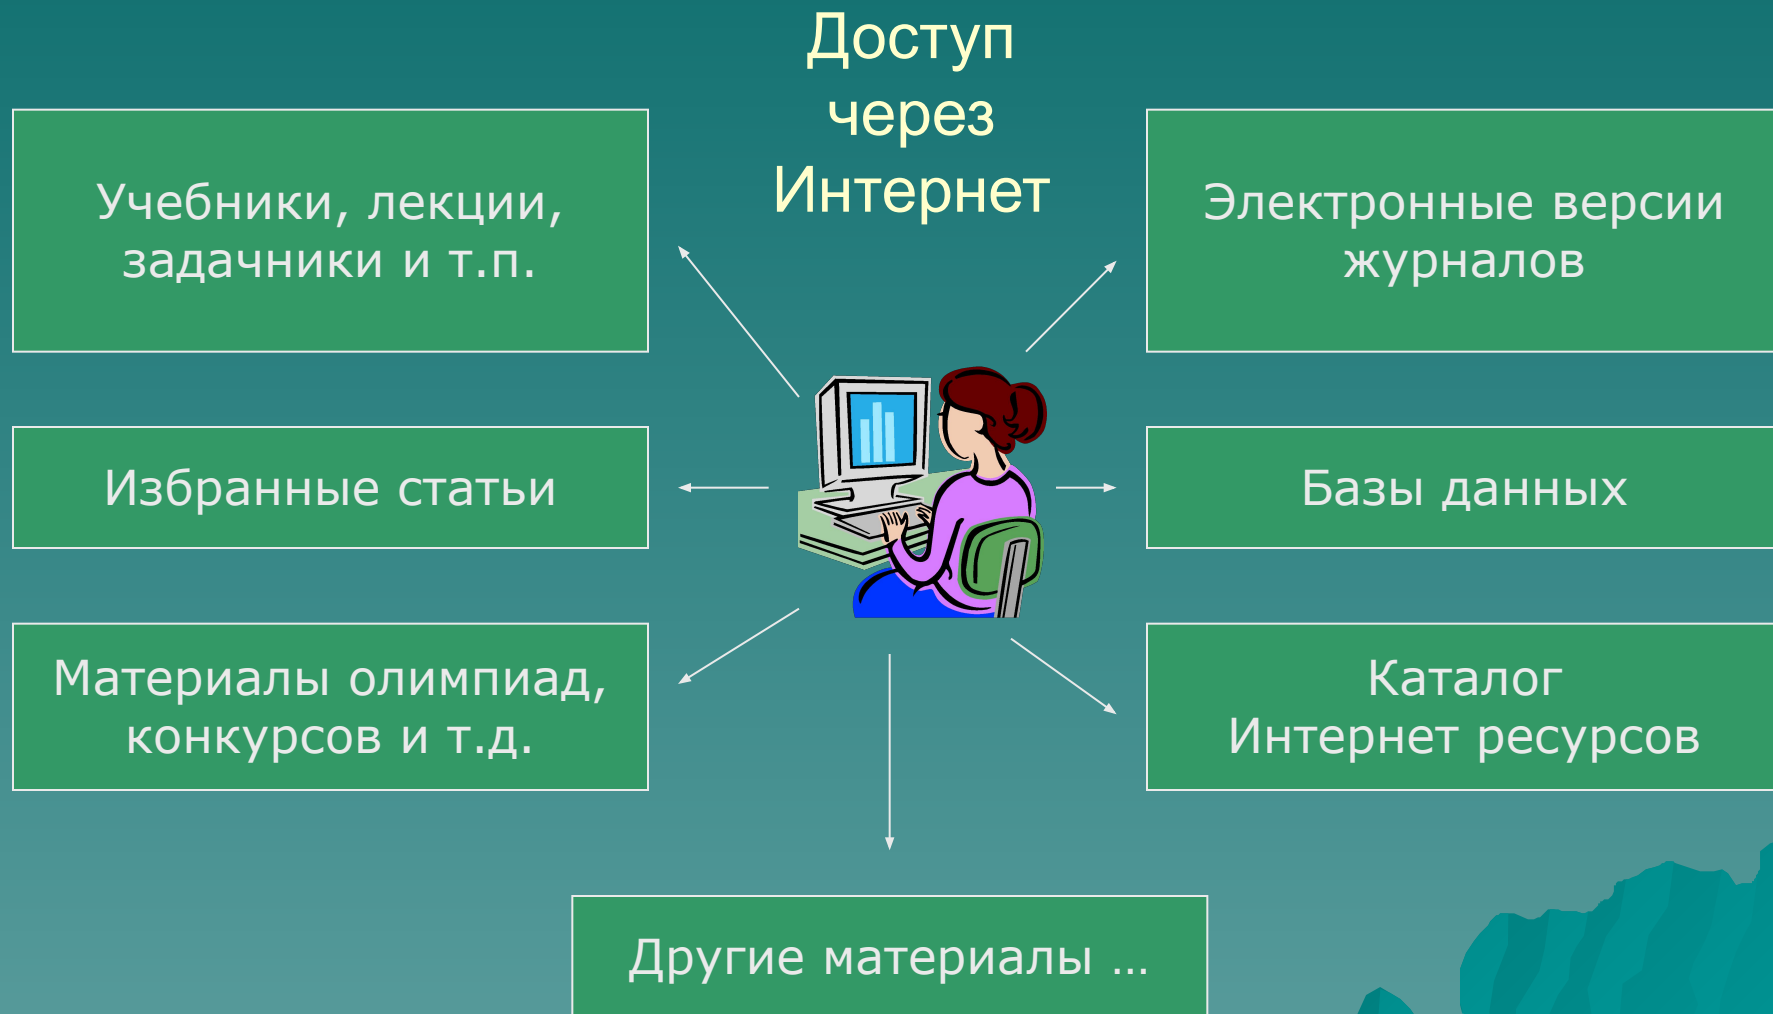 Доступ
через
Интернет
Учебники, лекции,
задачники и т.п.
Электронные версии
журналов
Избранные статьи
Базы данных
Материалы олимпиад,
конкурсов и т.д.
Каталог
Интернет ресурсов
Другие материалы ...